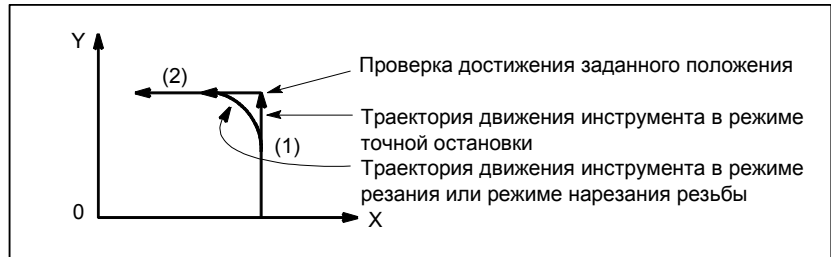 Y
(2)
Проверка достижения заданного положения
Траектория движения инструмента в режиме
точной остановки
(1)
Траектория движения инструмента в режиме
резания или режиме нарезания резьбы
0
X